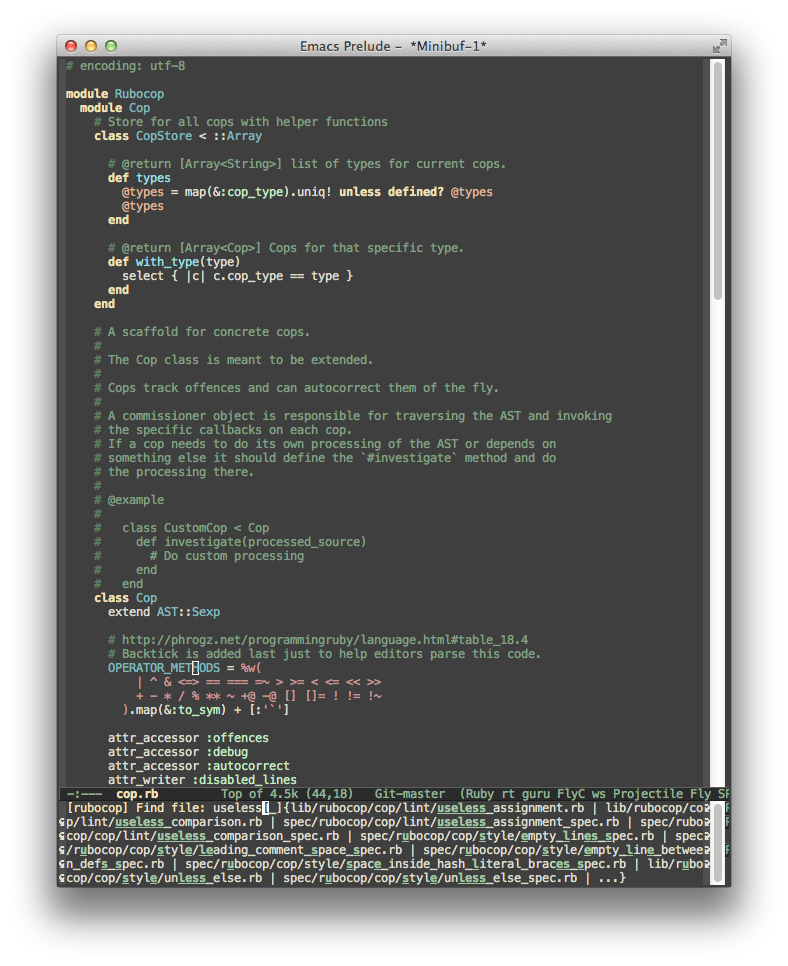 Emacs Prelude – *Minibuf-1*
# encoding: utf-8
module Rubocop
  module Cop
    # Store for all cops with helper functions
    class CopStore < ::Array
      # @return [Array<String>] list of types for current cops.
      def types
        @types = map(&:cop_type).uniq! unless defined? @types
        @types
      end
      # @return [Array<Cop>] Cops for that specific type.
      def with_type(type)
        select { |c| c.cop_type == type }
      end
    end
    # A scaffold for concrete cops.
    #
    # The Cop class is meant to be extended.
    #
    # Cops track offences and can autocorrect them of the fly.
    #
    # A commissioner object is responsible for traversing the AST and invoking
    # the specific callbacks on each cop.
    # If a cop needs to do its own processing of the AST or depends on
    # something else it should define the `#investigate` method and do
    # the processing there.
    #
    # @example
    #
    #   class CustomCop < Cop
    #     def investigate(processed_source)
    #       # Do custom processing
    #     end
    #   end
    class Cop
      extend AST::Sexp
      # http://phrogz.net/programmingruby/language.html#table_18.4
      # Backtick is added last just to help editors parse this code.
      OPERATOR_METHODS = %w(
          | ^ & <=> == === =~ > >= < <= << >>
          + - * / % ** ~ +@ -@ [] []= ! != !~
        ).map(&:to_sym) + [:'`']
      attr_accessor :offences
      attr_accessor :debug
      attr_accessor :autocorrect
      attr_writer :disabled_lines
-:--- cop.rb Top of 4.5k (44,18) Git-master (Ruby rt guru FlyC ws Projectile Fly SP
[rubocop] Find file: useless[_]{lib/rubocop/cop/lint/useless_assignment.rb | lib/rubocop/co
p/lint/useless_comparison.rb | spec/rubocop/cop/lint/useless_assignment_spec.rb | spec/rubo
cop/cop/lint/useless_comparison_spec.rb | spec/rubocop/cop/style/empty_lines_spec.rb | spec
/rubocop/cop/style/leading_comment_space_spec.rb | spec/rubocop/cop/style/empty_line_betwee
n_defs_spec.rb | spec/rubocop/cop/style/space_inside_hash_literal_braces_spec.rb | lib/rubo
cop/cop/style/unless_else.rb | spec/rubocop/cop/style/unless_else_spec.rb | ...}